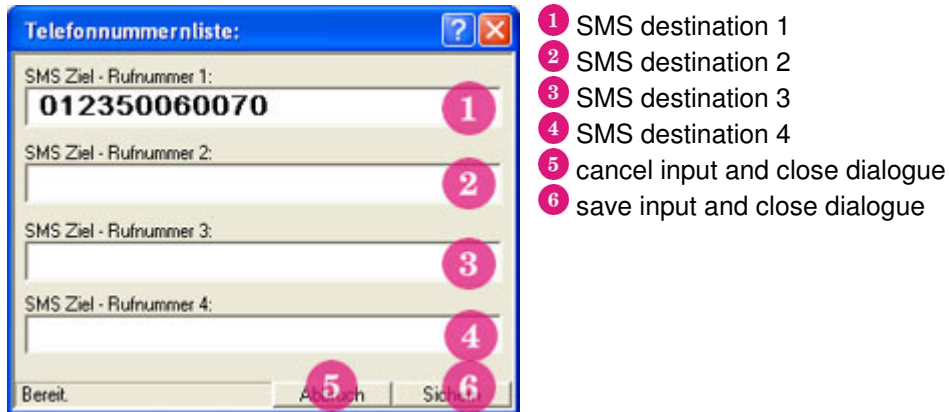 Telefonnummernliste:
SMS Ziel - Rufnummer 1:
012350060070
1
SMS Ziel - Rufnummer 2:
2
SMS Ziel - Rufnummer 3:
3
SMS Ziel - Rufnummer 4:
4
Bereit.
5
6
1 SMS destination 1
2 SMS destination 2
3 SMS destination 3
4 SMS destination 4
5 cancel input and close dialogue
6 save input and close dialogue